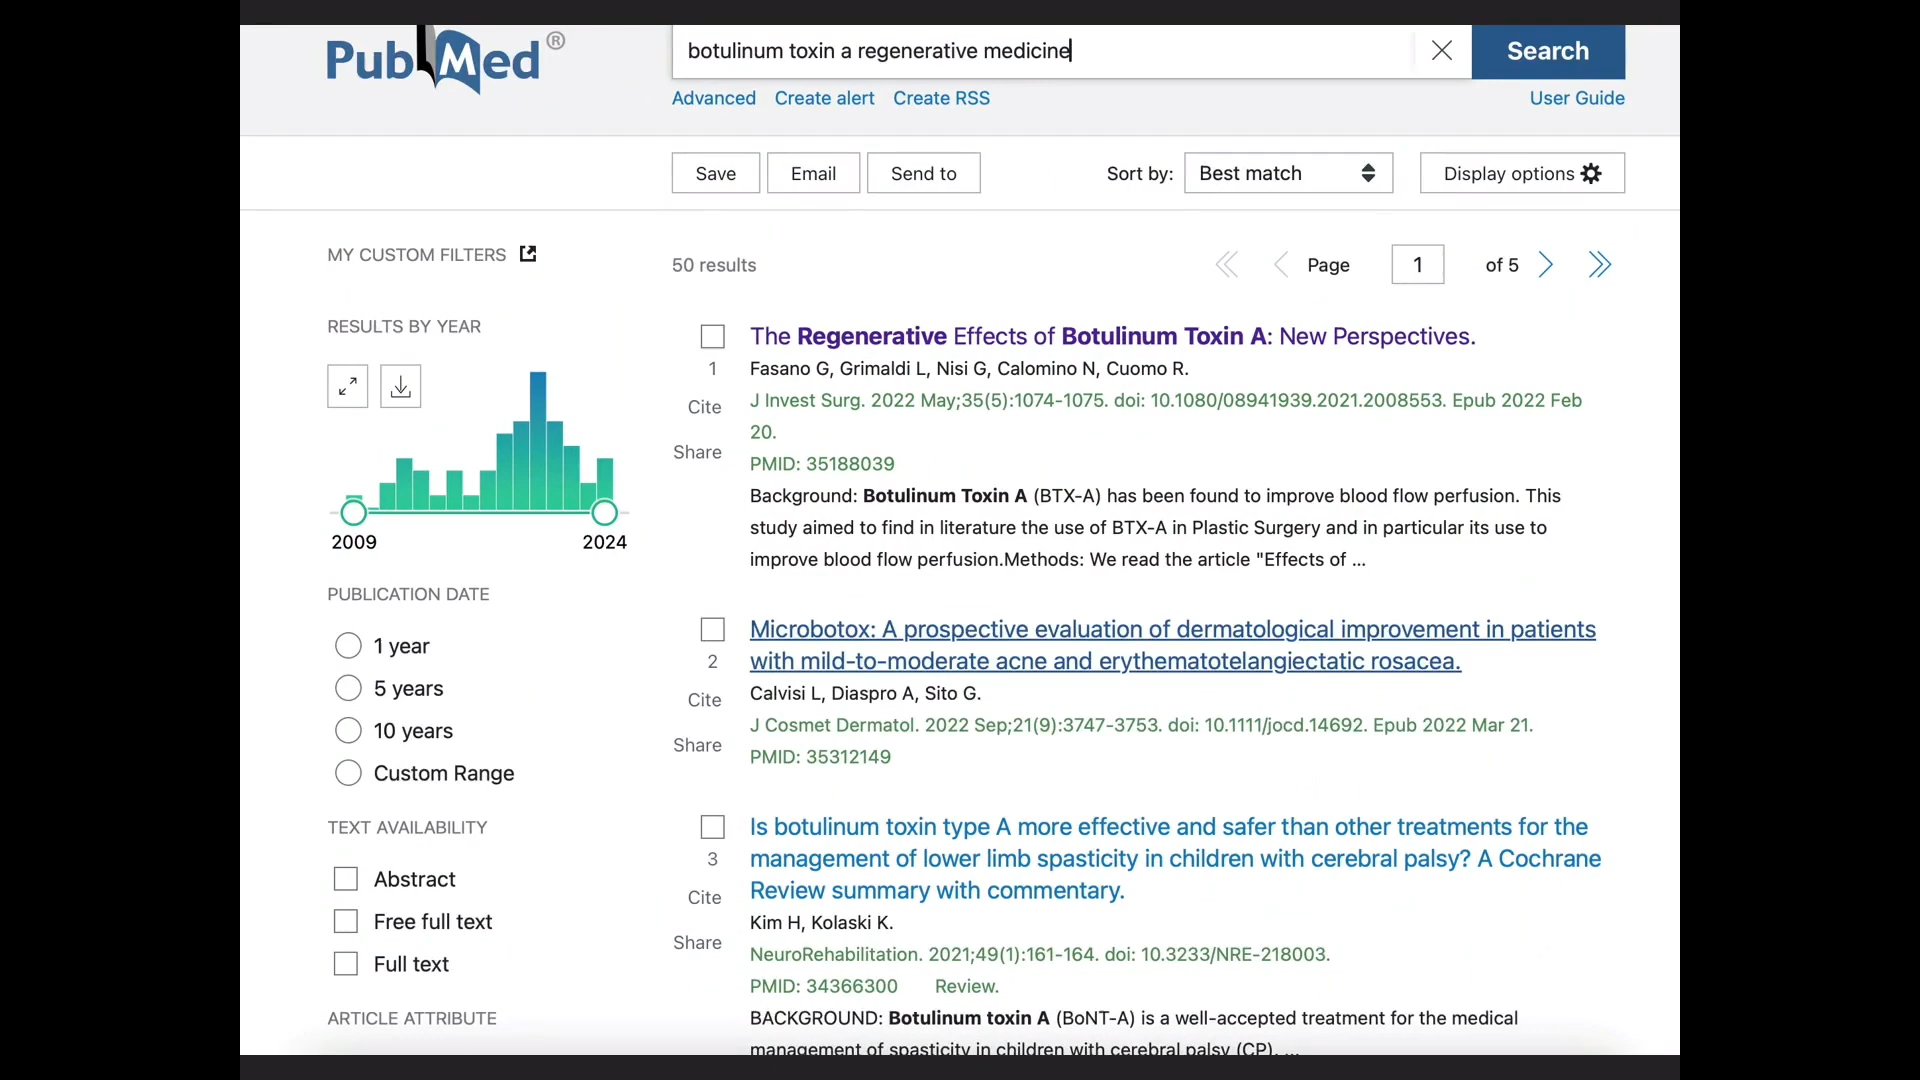 PubMed®
botulinum toxin a regenerative medicine
Search
Advanced Create alert Create RSS
User Guide
Save Email Send to
Sort by: Best match
Display options
MY CUSTOM FILTERS
RESULTS BY YEAR
2009 2024
PUBLICATION DATE
1 year
5 years
10 years
Custom Range
TEXT AVAILABILITY
Abstract
Free full text
Full text
ARTICLE ATTRIBUTE
50 results
Page 1 of 5
1
Cite
Share
The Regenerative Effects of Botulinum Toxin A: New Perspectives.
Fasano G, Grimaldi L, Nisi G, Calomino N, Cuomo R.
J Invest Surg. 2022 May;35(5):1074-1075. doi: 10.1080/08941939.2021.2008553. Epub 2022 Feb
20.
PMID: 35188039
Background: Botulinum Toxin A (BTX-A) has been found to improve blood flow perfusion. This
study aimed to find in literature the use of BTX-A in Plastic Surgery and in particular its use to
improve blood flow perfusion.Methods: We read the article "Effects of ...
2
Cite
Share
Microbotox: A prospective evaluation of dermatological improvement in patients
with mild-to-moderate acne and erythematotelangiectatic rosacea.
Calvisi L, Diaspro A, Sito G.
J Cosmet Dermatol. 2022 Sep;21(9):3747-3753. doi: 10.1111/jocd.14692. Epub 2022 Mar 21.
PMID: 35312149
3
Cite
Share
Is botulinum toxin type A more effective and safer than other treatments for the
management of lower limb spasticity in children with cerebral palsy? A Cochrane
Review summary with commentary.
Kim H, Kolaski K.
NeuroRehabilitation. 2021;49(1):161-164. doi: 10.3233/NRE-218003.
PMID: 34366300 Review.
BACKGROUND: Botulinum toxin A (BoNT-A) is a well-accepted treatment for the medical
management of spasticity in children with cerebral palsy (CP). ...